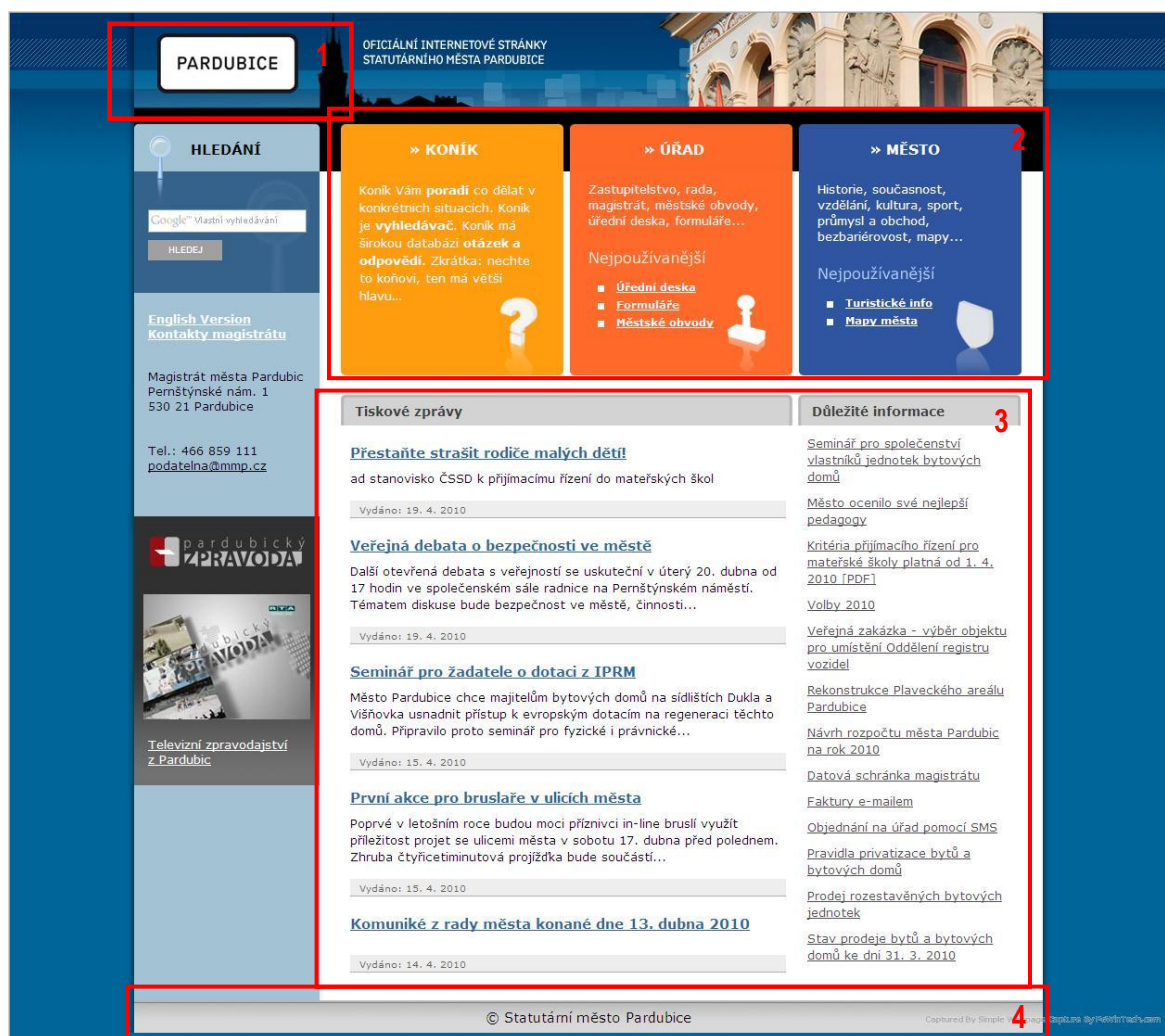 PARDUBICE
1
OFICIÁLNÍ INTERNETOVÉ STRÁNKY
STATUTÁRNÍHO MĚSTA PARDUBICE
HLEDÁNÍ
Google™ Vlastní vyhledávání
HLEDEJ
English Version
Kontakty magistrátu
Magistrát města Pardubic
Pernštýnské nám. 1
530 21 Pardubice
Tel.: 466 859 111
podatelna@mmp.cz
pardubický
ZPRAVODAJ
RTA
Televizní zpravodajství
z Pardubic
2
» KONÍK
Koník Vám poradí co dělat v
konkrétních situacích. Koník
je vyhledávač. Koník má
širokou databázi otázek a
odpovědí. Zkrátka: nechte
to koňovi, ten má větší
hlavu...
» ÚŘAD
Zastupitelstvo, rada,
magistrát, městské obvody,
úřední deska, formuláře...
Nejpoužívanější
Úřední deska
Formuláře
Městské obvody
» MĚSTO
Historie, současnost,
vzdělání, kultura, sport,
průmysl a obchod,
bezbariérovost, mapy...
Nejpoužívanější
Turistické info
Mapy města
Tiskové zprávy
Přestaňte strašit rodiče malých dětí!
ad stanovisko ČSSD k přijímacímu řízení do mateřských škol
Vydáno: 19. 4. 2010
Veřejná debata o bezpečnosti ve městě
Další otevřená debata s veřejností se uskuteční v úterý 20. dubna od
17 hodin ve společenském sále radnice na Pernštýnském náměstí.
Tématem diskuse bude bezpečnost ve městě, činnosti...
Vydáno: 19. 4. 2010
Seminář pro žadatele o dotaci z IPRM
Město Pardubice chce majitelům bytových domů na sídlištích Dukla a
Višňovka usnadnit přístup k evropským dotacím na regeneraci těchto
domů. Připravilo proto seminář pro fyzické i právnické...
Vydáno: 15. 4. 2010
První akce pro bruslaře v ulicích města
Poprvé v letošním roce budou moci příznivci in-line bruslí využít
příležitost projet se ulicemi města v sobotu 17. dubna před polednem.
Zhruba čtyřicetiminutová projížďka bude součástí...
Vydáno: 15. 4. 2010
Komuniké z rady města konané dne 13. dubna 2010
Vydáno: 14. 4. 2010
Důležité informace
3
Seminář pro společenství
vlastníků jednotek bytových
domů
Město ocenilo své nejlepší
pedagogy
Kritéria přijímacího řízení pro
mateřské školy platná od 1. 4.
2010 [PDF]
Volby 2010
Veřejná zakázka - výběr objektu
pro umístění Oddělení registru
vozidel
Rekonstrukce Plaveckého areálu
Pardubice
Návrh rozpočtu města Pardubic
na rok 2010
Datová schránka magistrátu
Faktury e-mailem
Objednání na úřad pomocí SMS
Pravidla privatizace bytů a
bytových domů
Prodej rozestavěných bytových
jednotek
Stav prodeje bytů a bytových
domů ke dni 31. 3. 2010
© Statutární město Pardubice
4
Captured By Simple